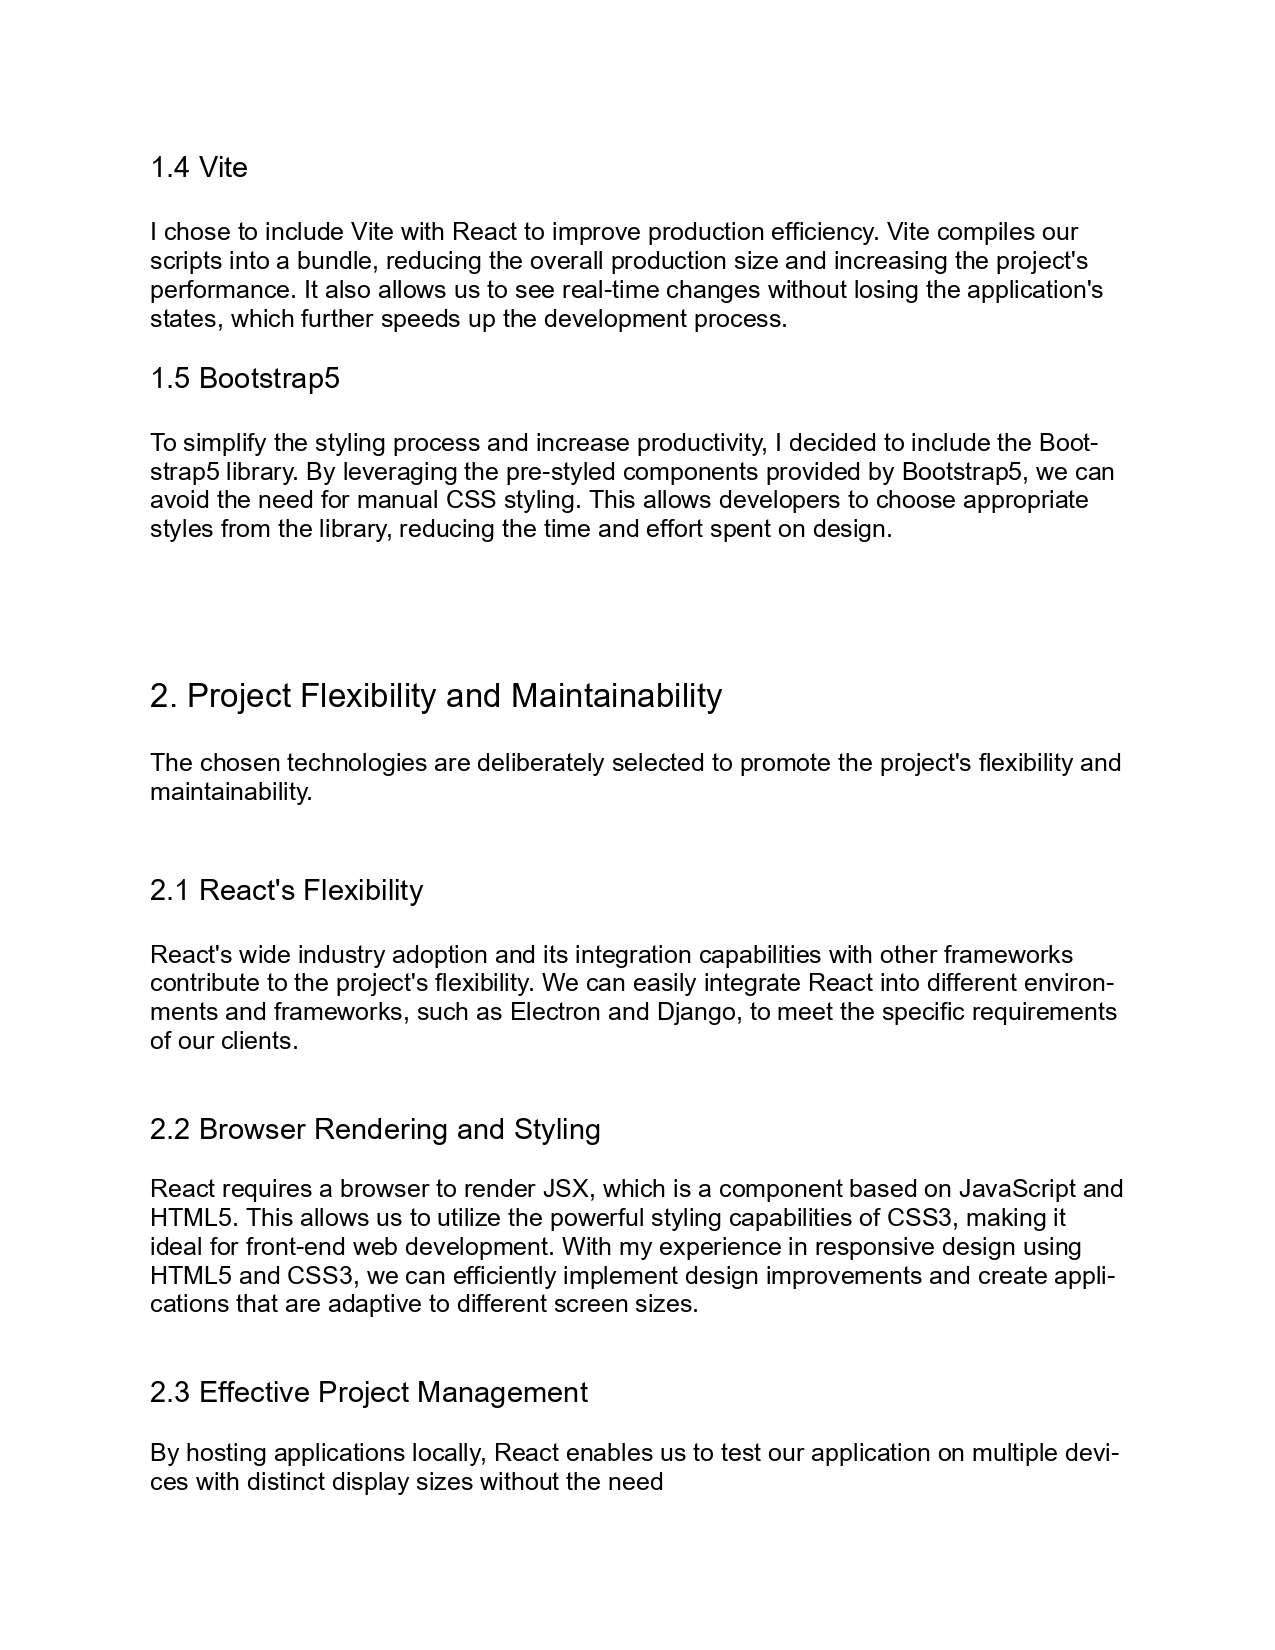 1.4 Vite
I chose to include Vite with React to improve production efficiency. Vite compiles our
scripts into a bundle, reducing the overall production size and increasing the project's
performance. It also allows us to see real-time changes without losing the application's
states, which further speeds up the development process.
1.5 Bootstrap5
To simplify the styling process and increase productivity, I decided to include the Boot-
strap5 library. By leveraging the pre-styled components provided by Bootstrap5, we can
avoid the need for manual CSS styling. This allows developers to choose appropriate
styles from the library, reducing the time and effort spent on design.
2. Project Flexibility and Maintainability
The chosen technologies are deliberately selected to promote the project's flexibility and
maintainability.
2.1 React's Flexibility
React's wide industry adoption and its integration capabilities with other frameworks
contribute to the project's flexibility. We can easily integrate React into different environ-
ments and frameworks, such as Electron and Django, to meet the specific requirements
of our clients.
2.2 Browser Rendering and Styling
React requires a browser to render JSX, which is a component based on JavaScript and
HTML5. This allows us to utilize the powerful styling capabilities of CSS3, making it
ideal for front-end web development. With my experience in responsive design using
HTML5 and CSS3, we can efficiently implement design improvements and create appli-
cations that are adaptive to different screen sizes.
2.3 Effective Project Management
By hosting applications locally, React enables us to test our application on multiple devi-
ces with distinct display sizes without the need